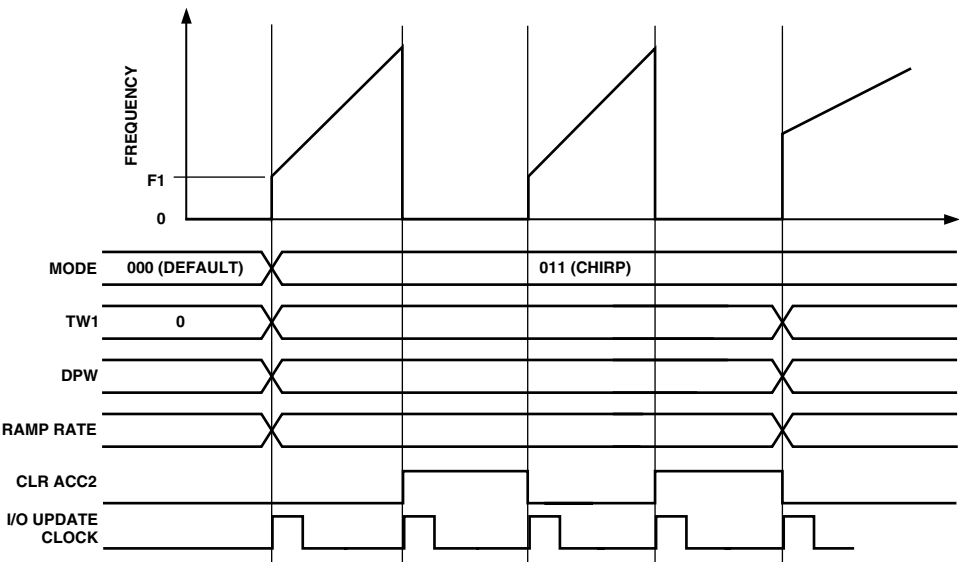 FREQUENCY
F1
0
MODE 000 (DEFAULT) 011 (CHIRP)
TW1 0
DPW
RAMP RATE
CLR ACC2
I/O UPDATE
CLOCK